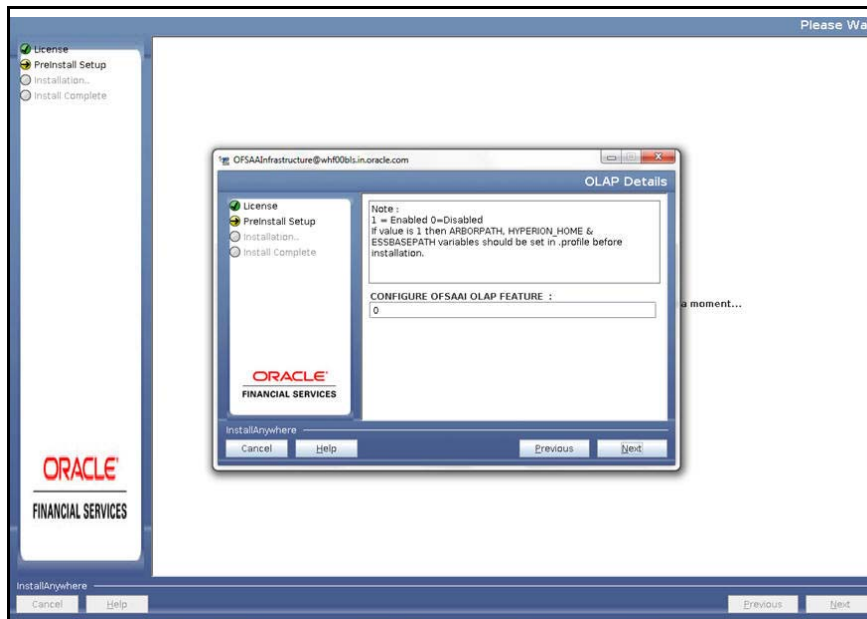 Please Wa
License
PreInstall Setup
Installation...
Install Complete
OFSAAInfrastructure@whf00bls.in.oracle.com
OLAP Details
License
PreInstall Setup
Installation...
Install Complete
Note :
1 = Enabled 0=Disabled
If value is 1 then ARBORPATH, HYPERION_HOME &
ESSBASEPATH variables should be set in .profile before
installation.
CONFIGURE OFSAAI OLAP FEATURE :
0
a moment...
ORACLE
FINANCIAL SERVICES
InstallAnywhere
Cancel Help Previous Next
ORACLE
FINANCIAL SERVICES
InstallAnywhere
Cancel Help Previous Next